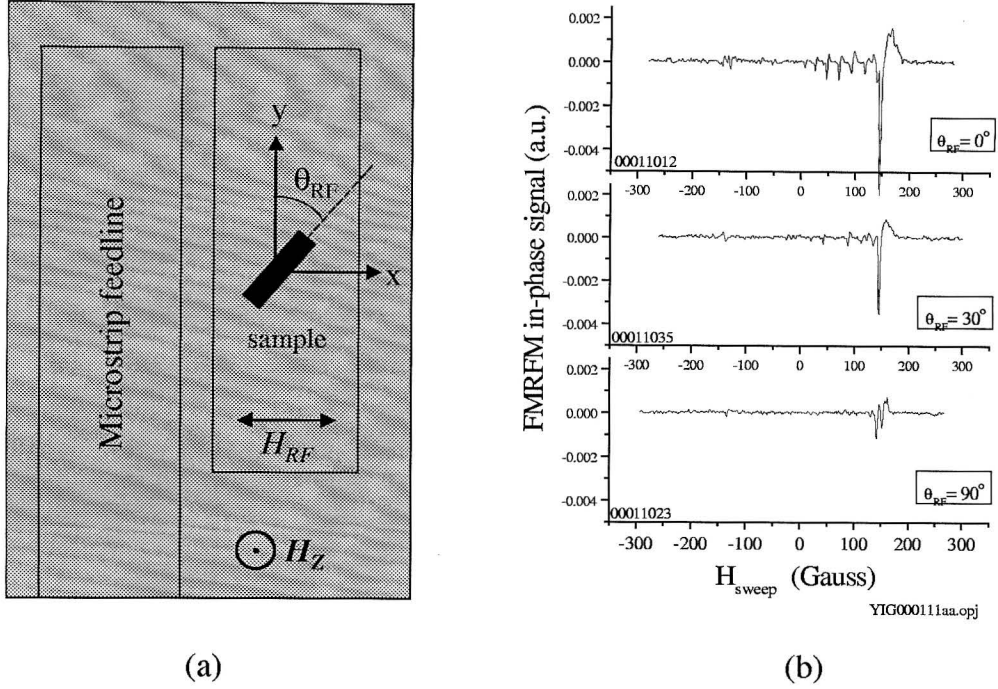 y
θRF
x
sample
Microstrip feedline
HRF
HZ
(a)
FMRFM in-phase signal (a.u.)
0.002
0.000
-0.002
-0.004
00011012
θRF = 0°
-300 -200 -100 0 100 200 300
0.002
0.000
-0.002
-0.004
00011035
θRF = 30°
-300 -200 -100 0 100 200 300
0.002
0.000
-0.002
-0.004
00011023
θRF = 90°
-300 -200 -100 0 100 200 300
Hsweep (Gauss)
YIG000111aa.opj
(b)